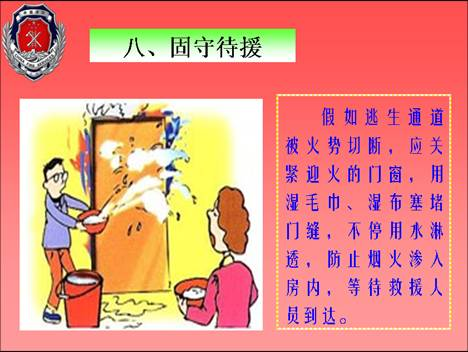 八、固守待援
假如逃生通道
被火势切断，应关
紧迎火的门窗，用
湿毛巾、湿布塞堵
门缝，不停用水淋
透，防止烟火渗入
房内，等待救援人
员到达。